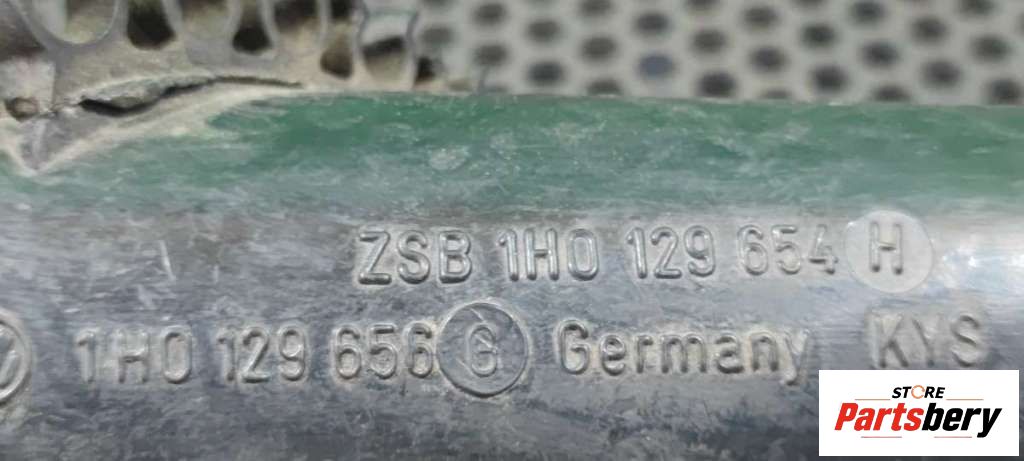 ZSB 1H0 129 654 H
1H0 129 656 G Germany KYS
STORE
Partsbery